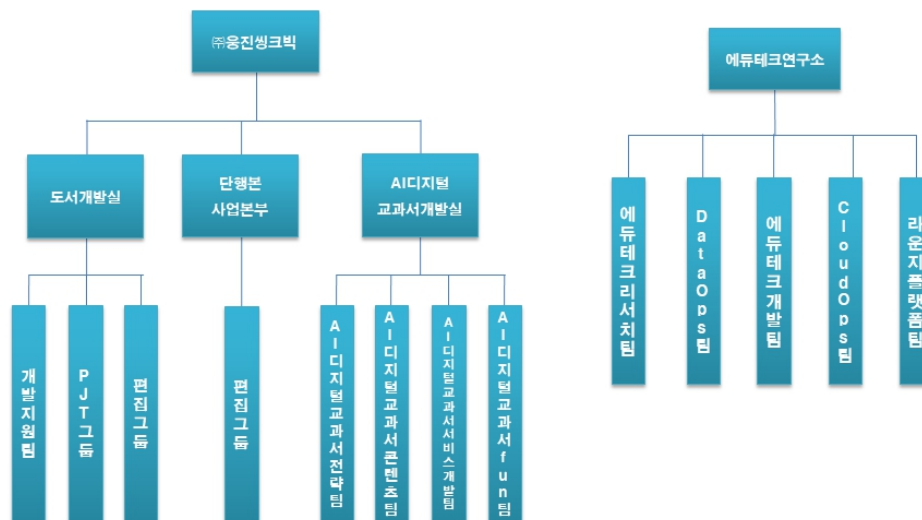 ㈜웅진씽크빅
에듀테크연구소
도서개발실
단행본
사업본부
AI디지털
교과서개발실
에듀테크리서치팀
DataOps팀
에듀테크개발팀
CloudOps팀
라운지플랫폼팀
개발지원팀
PJT그룹
편집그룹
편집그룹
AI디지털교과서전략팀
AI디지털교과서콘텐츠팀
AI디지털교과서서비스개발팀
AI디지털교과서fun팀